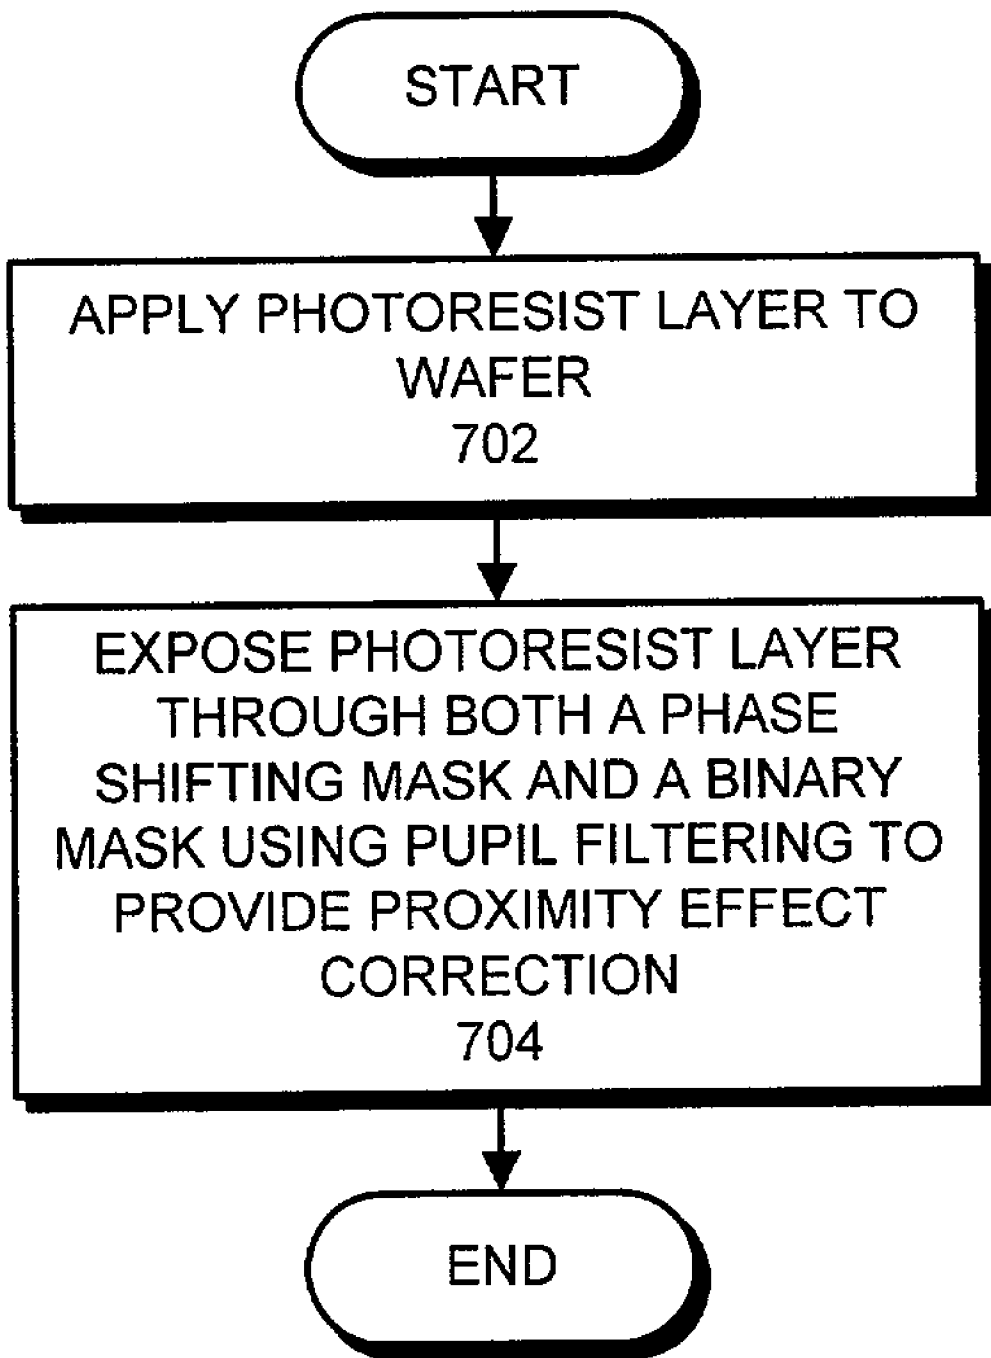 START
APPLY PHOTORESIST LAYER TO
WAFER
702
EXPOSE PHOTORESIST LAYER
THROUGH BOTH A PHASE
SHIFTING MASK AND A BINARY
MASK USING PUPIL FILTERING TO
PROVIDE PROXIMITY EFFECT
CORRECTION
704
END